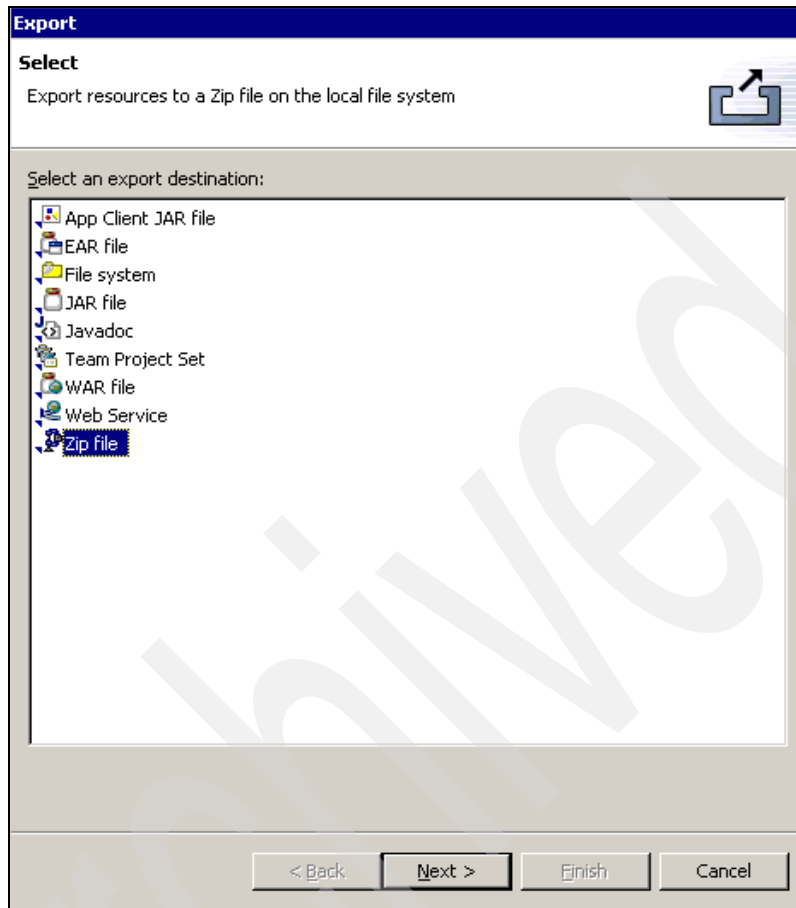 Export
Select
Export resources to a Zip file on the local file system
Select an export destination:
App Client JAR file
EAR file
File system
JAR file
Javadoc
Team Project Set
WAR file
Web Service
Zip file
< Back Next > Finish Cancel